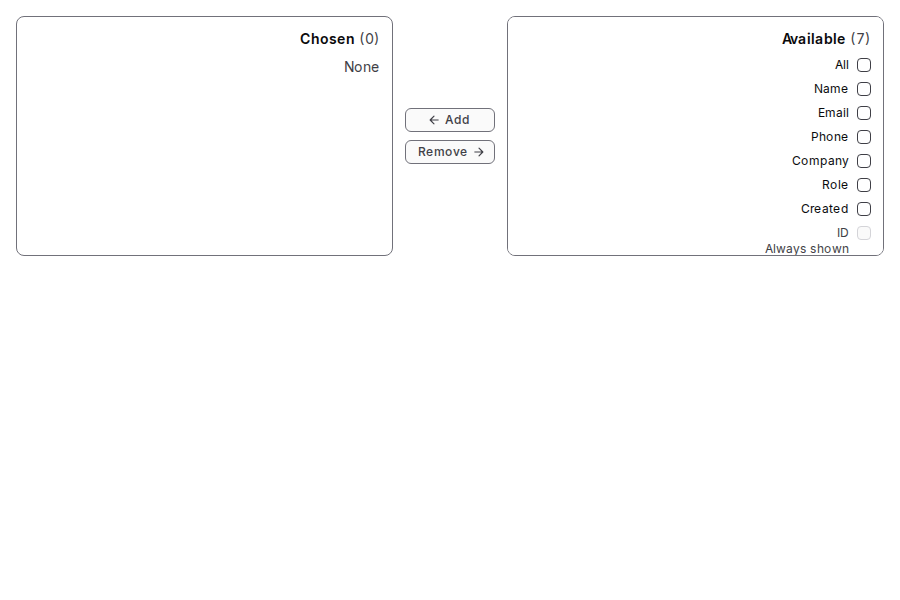 Available (7)
All
Name
Email
Phone
Company
Role
Created
ID
Always shown
Add
Remove
Chosen (0)
None